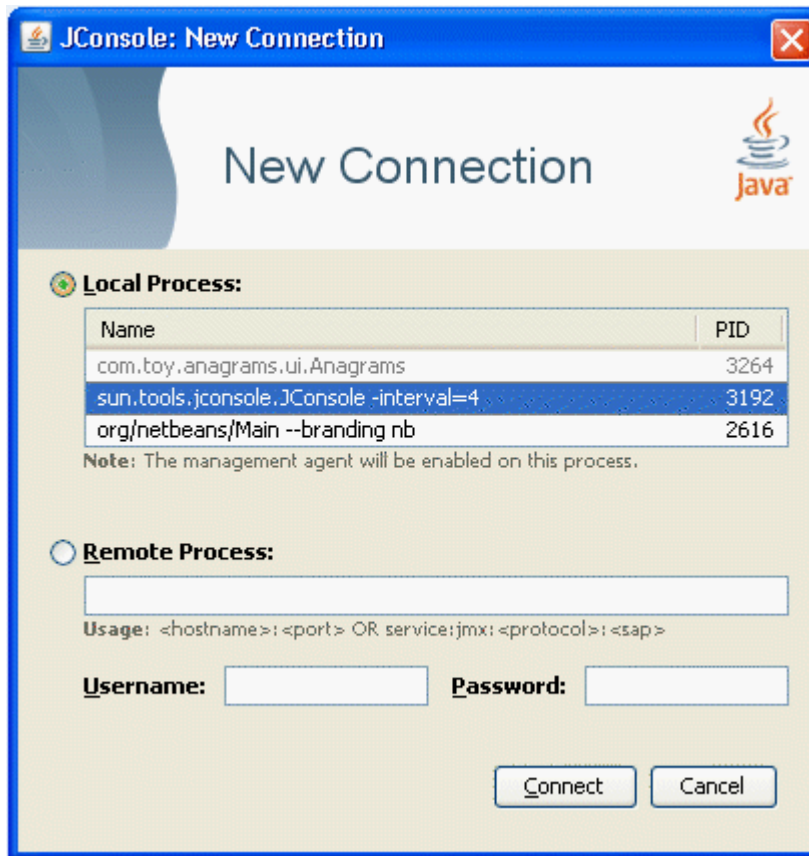 JConsole: New Connection
New Connection
Java
Local Process:
Name PID
com.toy.anagrams.ui.Anagrams 3264
sun.tools.jconsole.JConsole -interval=4 3192
org/netbeans/Main --branding nb 2616
Note: The management agent will be enabled on this process.
Remote Process:
Usage: <hostname>:<port> OR service:jmx:<protocol>:<sap>
Username: Password:
Connect Cancel